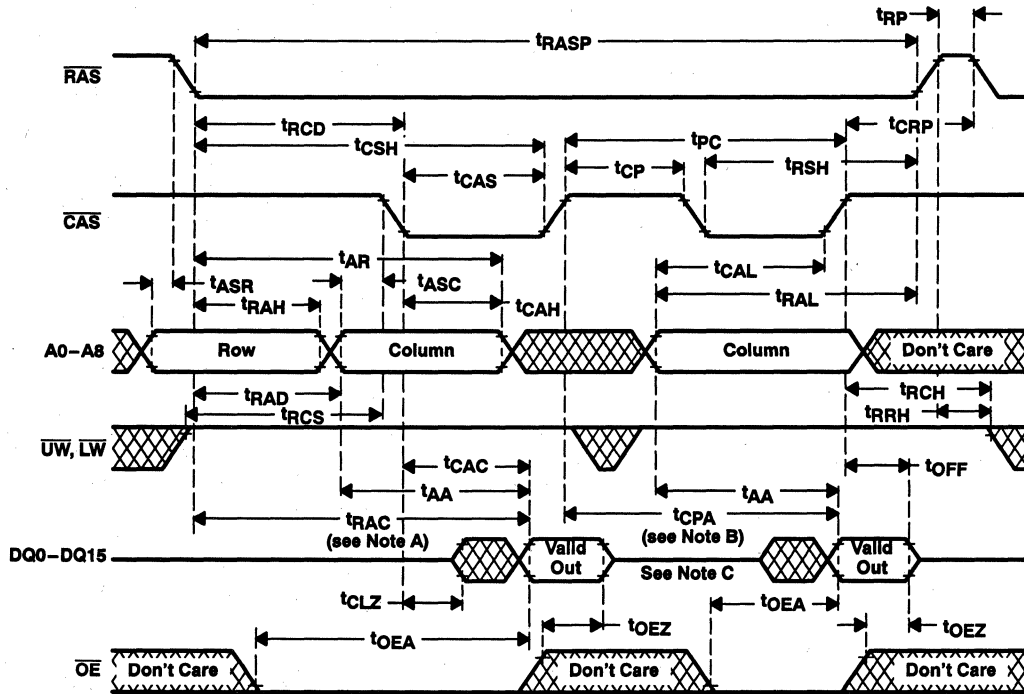 tRP
tRASP
RAS
tRCD
tCRP
tCSH
tPC
tCAS
tCP
tRSH
CAS
tAR
tCAL
tASR
tASC
tRAL
tRAH
tCAH
A0–A8
Row
Column
Column
Don't Care
tRAD
tRCH
tRCS
tRRH
UW, LW
tCAC
tOFF
tAA
tAA
tRAC
(see Note A)
tCPA
(see Note B)
DQ0–DQ15
Valid
Out
See Note C
Valid
Out
tCLZ
tOEA
tOEA
tOEZ
tOEZ
OE
Don't Care
Don't Care
Don't Care